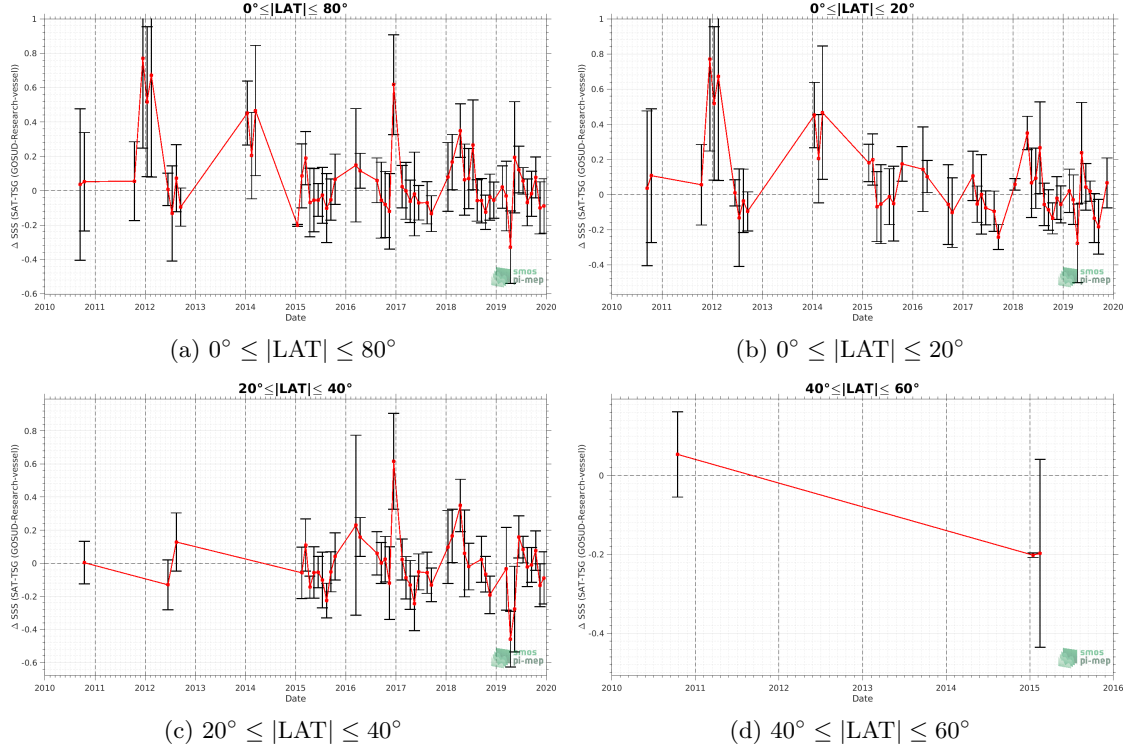 0°≤|LAT|≤ 80°
Δ SSS (SAT-TSG (GOSUD-Research-vessel))
1
0.8
0.6
0.4
0.2
0
-0.2
-0.4
-0.6
2010 2011 2012 2013 2014 2015 2016 2017 2018 2019 2020
Date
smos
pi-mep
(a) 0° ≤ |LAT| ≤ 80°
0°≤|LAT|≤ 20°
Δ SSS (SAT-TSG (GOSUD-Research-vessel))
1
0.8
0.6
0.4
0.2
0
-0.2
-0.4
2010 2011 2012 2013 2014 2015 2016 2017 2018 2019 2020
Date
smos
pi-mep
(b) 0° ≤ |LAT| ≤ 20°
20°≤|LAT|≤ 40°
Δ SSS (SAT-TSG (GOSUD-Research-vessel))
0.8
0.6
0.4
0.2
0
-0.2
-0.4
-0.6
2010 2011 2012 2013 2014 2015 2016 2017 2018 2019 2020
Date
smos
pi-mep
(c) 20° ≤ |LAT| ≤ 40°
40°≤|LAT|≤ 60°
Δ SSS (SAT-TSG (GOSUD-Research-vessel))
0
-0.2
-0.4
2010 2011 2012 2013 2014 2015 2016
Date
smos
pi-mep
(d) 40° ≤ |LAT| ≤ 60°